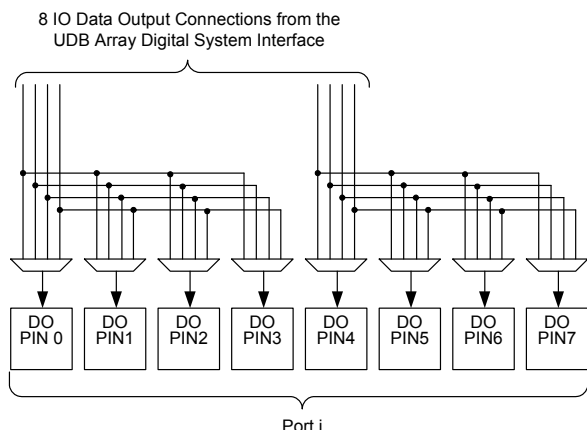 8 IO Data Output Connections from the
UDB Array Digital System Interface
DO
PIN 0
DO
PIN1
DO
PIN2
DO
PIN3
DO
PIN4
DO
PIN5
DO
PIN6
DO
PIN7
Port i